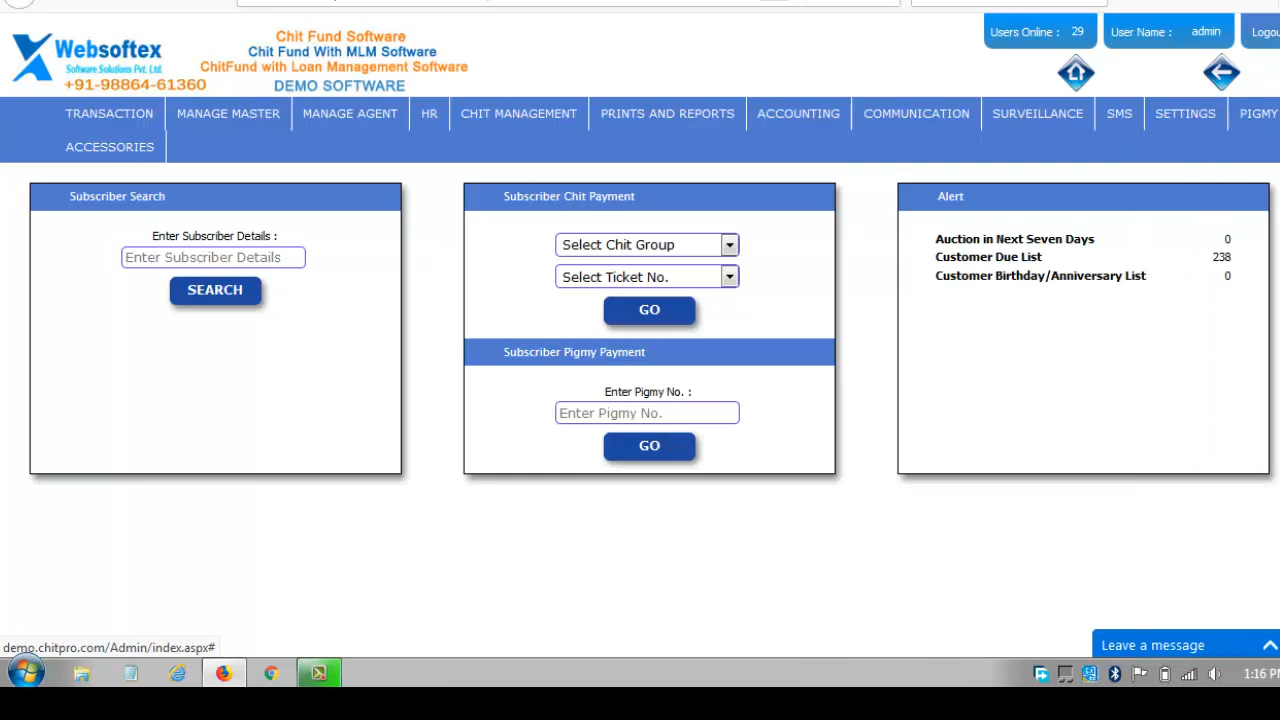 Websoftex
Software Solutions Pvt. Ltd.
+91-98864-61360
Chit Fund Software
Chit Fund With MLM Software
ChitFund with Loan Management Software
DEMO SOFTWARE
Users Online : 29
User Name : admin
Logou
TRANSACTION MANAGE MASTER MANAGE AGENT HR CHIT MANAGEMENT PRINTS AND REPORTS ACCOUNTING COMMUNICATION SURVEILLANCE SMS SETTINGS PIGMY
ACCESSORIES
Subscriber Search
Enter Subscriber Details :
Enter Subscriber Details
SEARCH
Subscriber Chit Payment
Select Chit Group
Select Ticket No.
GO
Subscriber Pigmy Payment
Enter Pigmy No. :
Enter Pigmy No.
GO
Alert
Auction in Next Seven Days 0
Customer Due List 238
Customer Birthday/Anniversary List 0
demo.chitpro.com/Admin/index.aspx#
Leave a message
1:16 PM